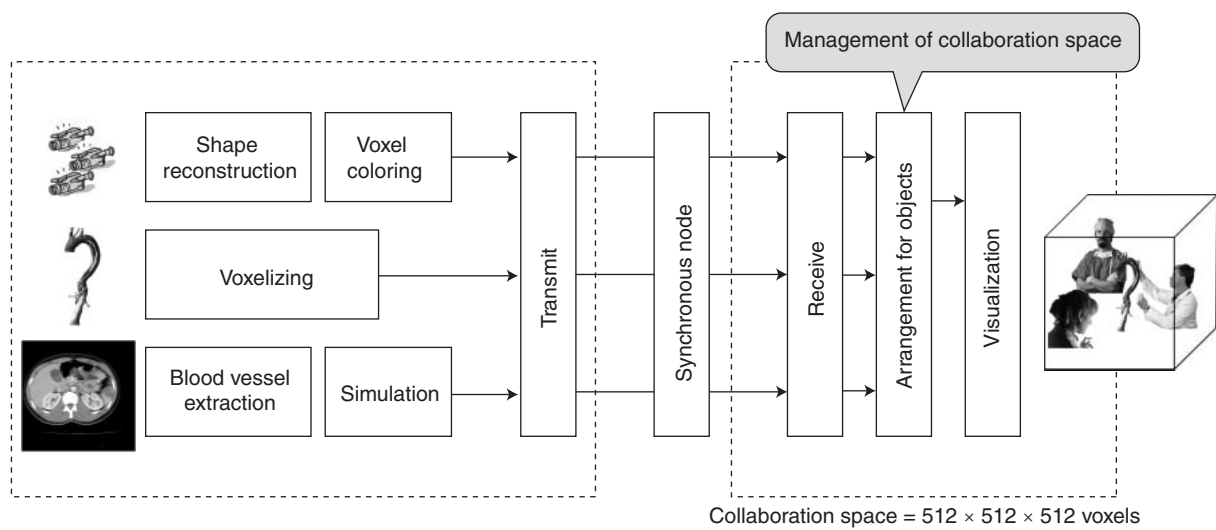 Management of collaboration space
Shape
reconstruction
Voxel
coloring
Voxelizing
Blood vessel
extraction
Simulation
Transmit
Synchronous node
Receive
Arrangement for objects
Visualization
Collaboration space = 512 × 512 × 512 voxels